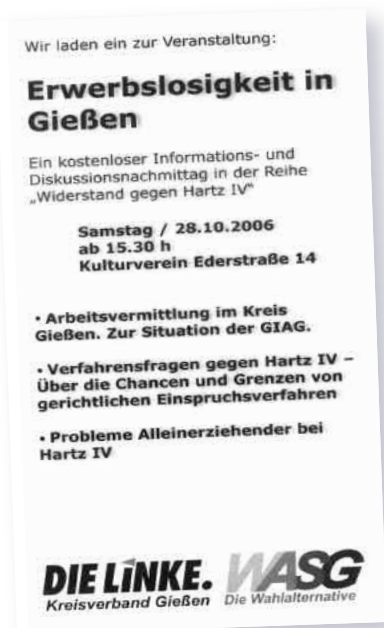 Wir laden ein zur Veranstaltung:
Erwerbslosigkeit in
Gießen
Ein kostenloser Informations- und
Diskussionsnachmittag in der Reihe
„Widerstand gegen Hartz IV“
Samstag / 28.10.2006
ab 15.30 h
Kulturverein Ederstraße 14
• Arbeitsvermittlung im Kreis
Gießen. Zur Situation der GIAG.
• Verfahrensfragen gegen Hartz IV –
Über die Chancen und Grenzen von
gerichtlichen Einspruchsverfahren
• Probleme Alleinerziehender bei
Hartz IV
DIE LINKE. WASG
Kreisverband Gießen Die Wahlalternative